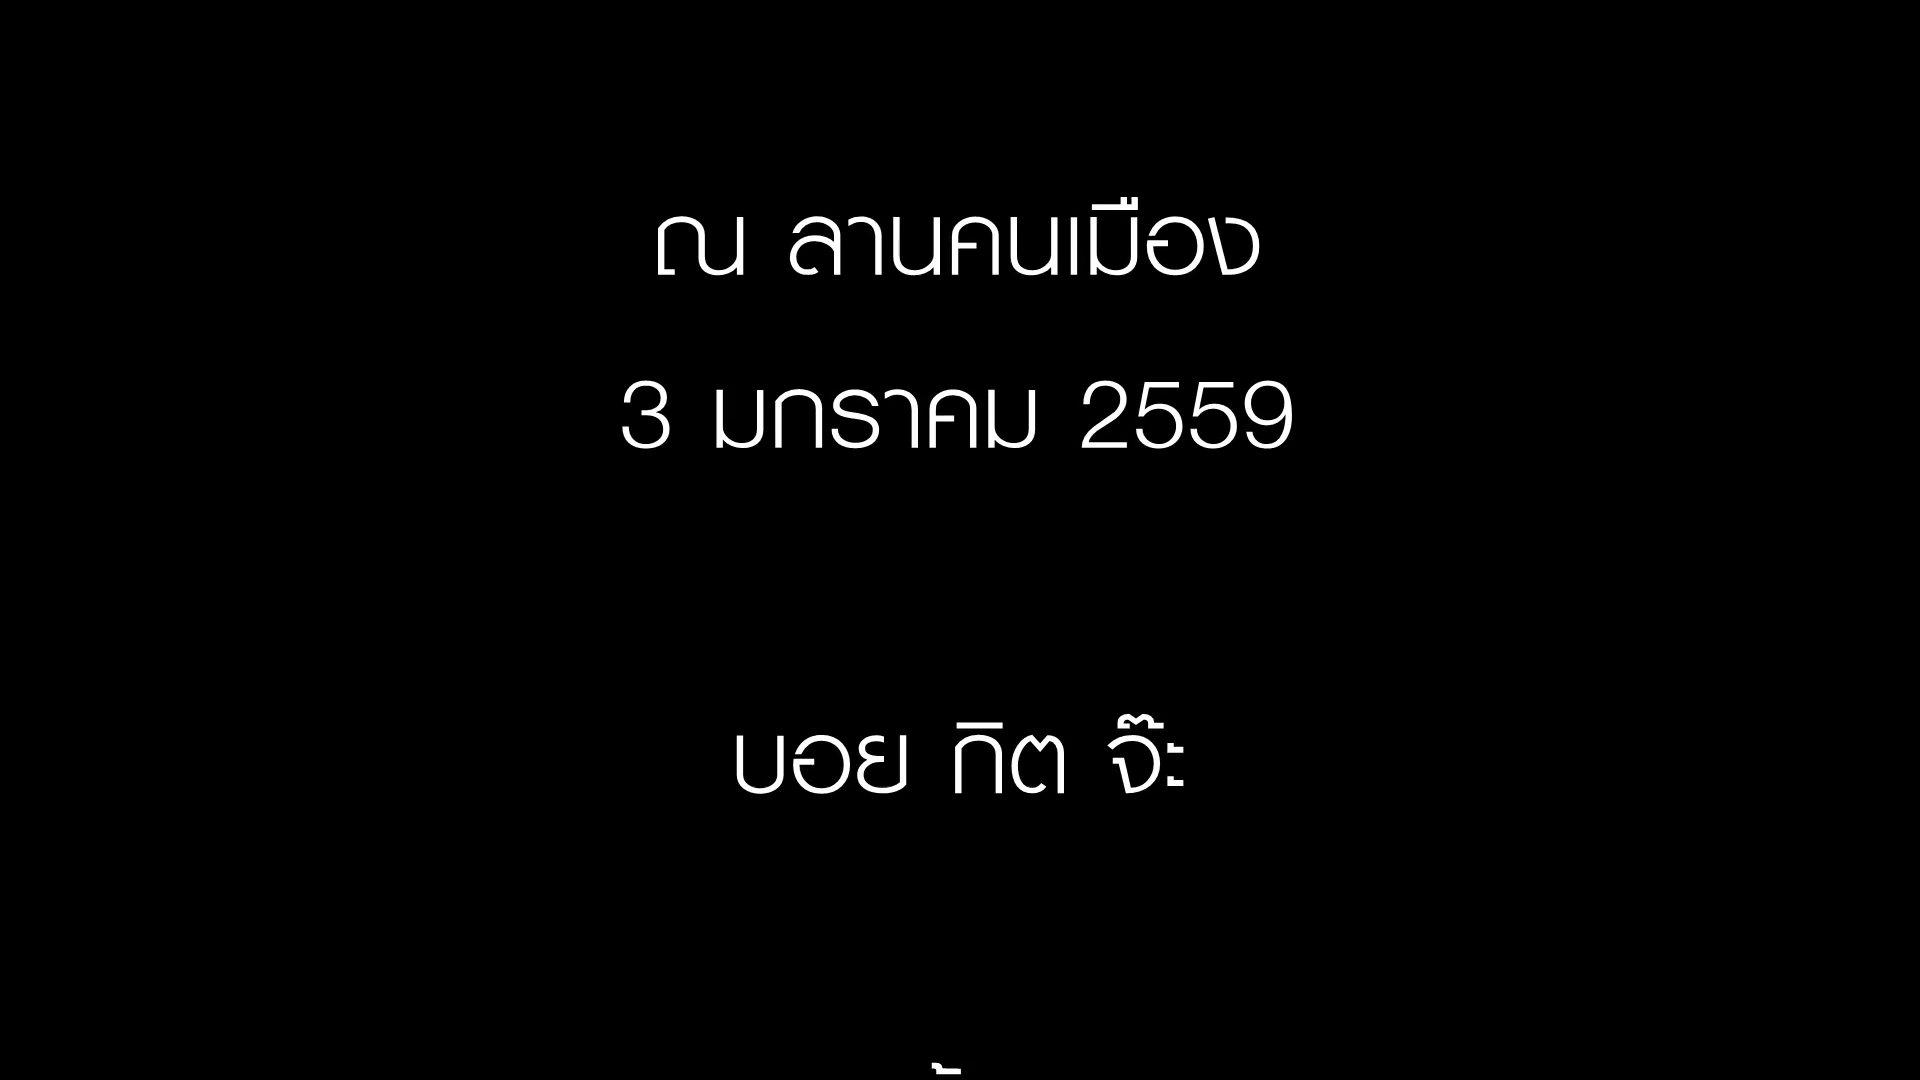 ณ ลานคนเมือง
3 มกราคม 2559
บอย กิต จ๊ะ